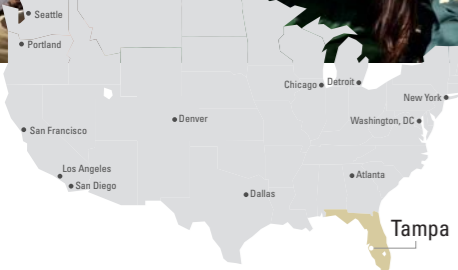 Seattle
Portland
Chicago
Detroit
New York
Denver
Washington, DC
San Francisco
Los Angeles
Atlanta
San Diego
Dallas
Tampa